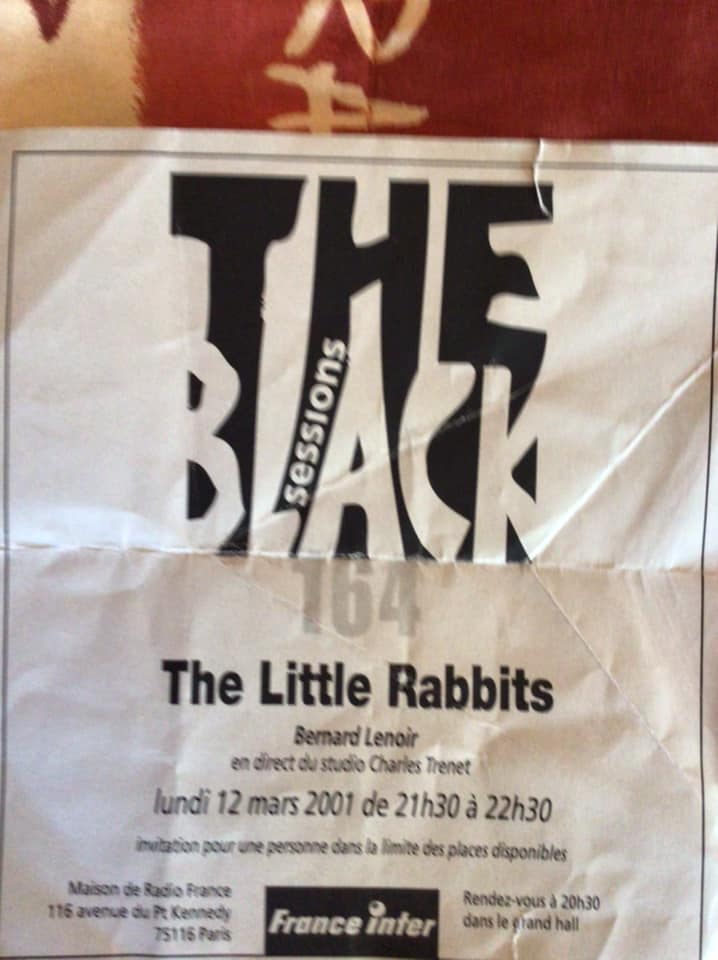 THE
BLACK
sessions
164
The Little Rabbits
Bernard Lenoir
en direct du studio Charles Trenet
lundi 12 mars 2001 de 21h30 à 22h30
invitation pour une personne dans la limite des places disponibles
Maison de Radio France
116 avenue du Pt Kennedy
75116 Paris
France inter
Rendez-vous à 20h30
dans le grand hall